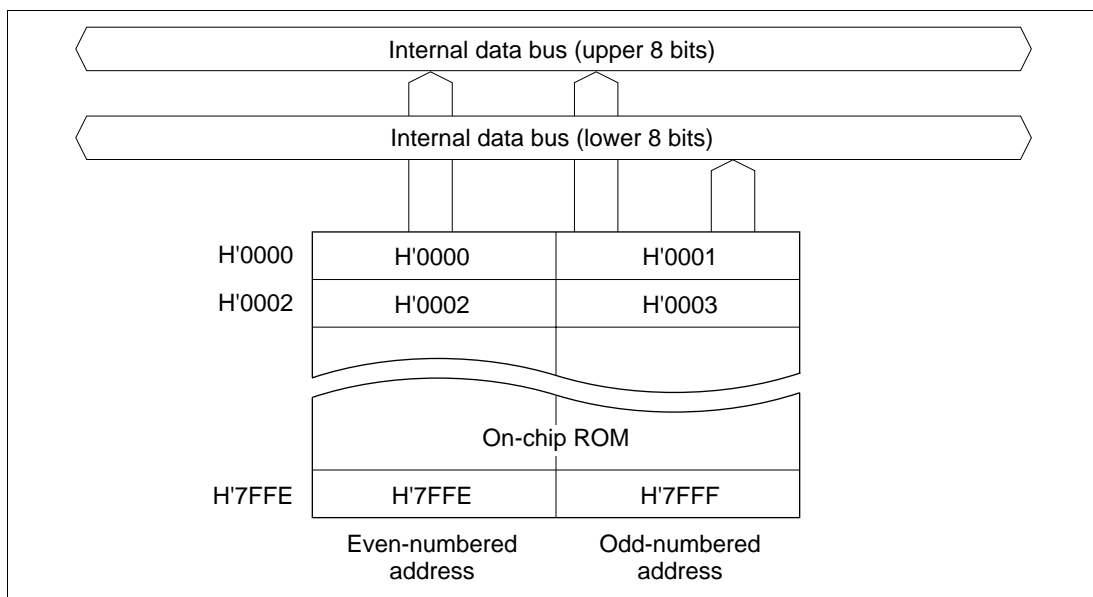 Internal data bus (upper 8 bits)
Internal data bus (lower 8 bits)
H'0000 H'0000 H'0001
H'0002 H'0002 H'0003
On-chip ROM
H'7FFE H'7FFE H'7FFF
Even-numbered address
Odd-numbered address